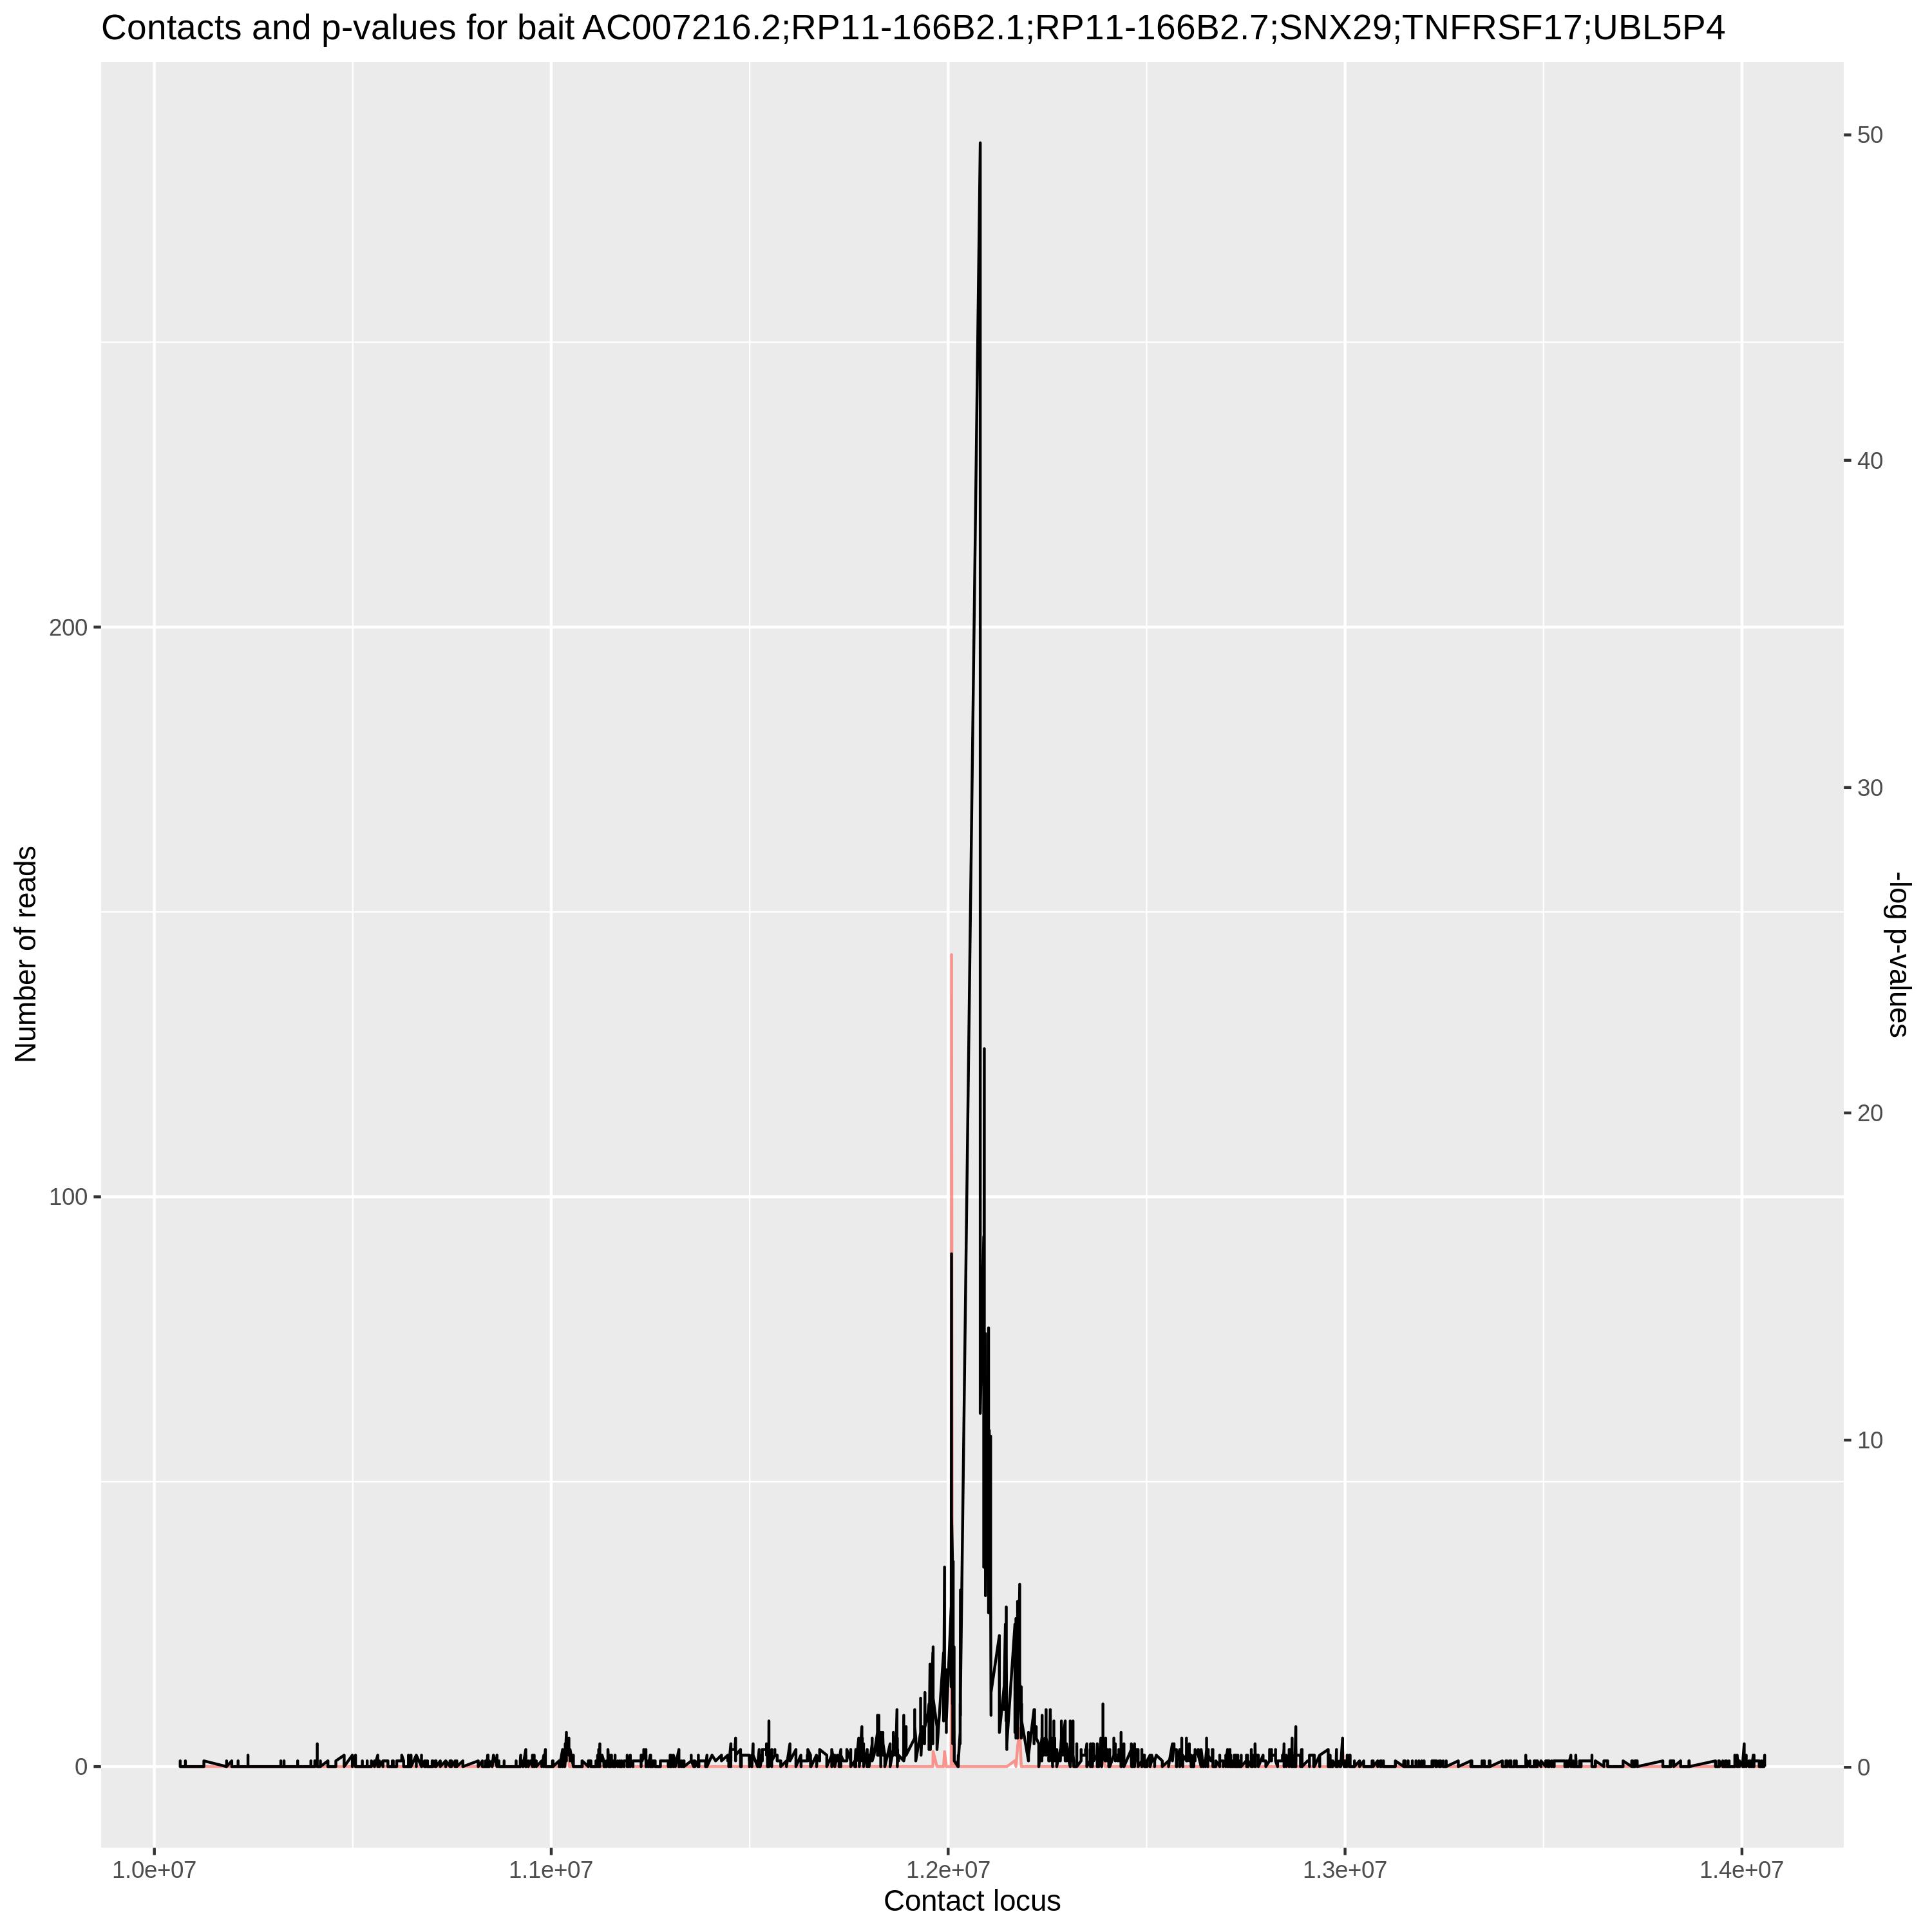 Contacts and p-values for bait AC007216.2;RP11-166B2.1;RP11-166B2.7;SNX29;TNFRSF17;UBL5P4
50
40
200
30
Number of reads
-log p-values
20
100
10
0
0
1.0e+07 1.1e+07 1.2e+07 1.3e+07 1.4e+07
Contact locus